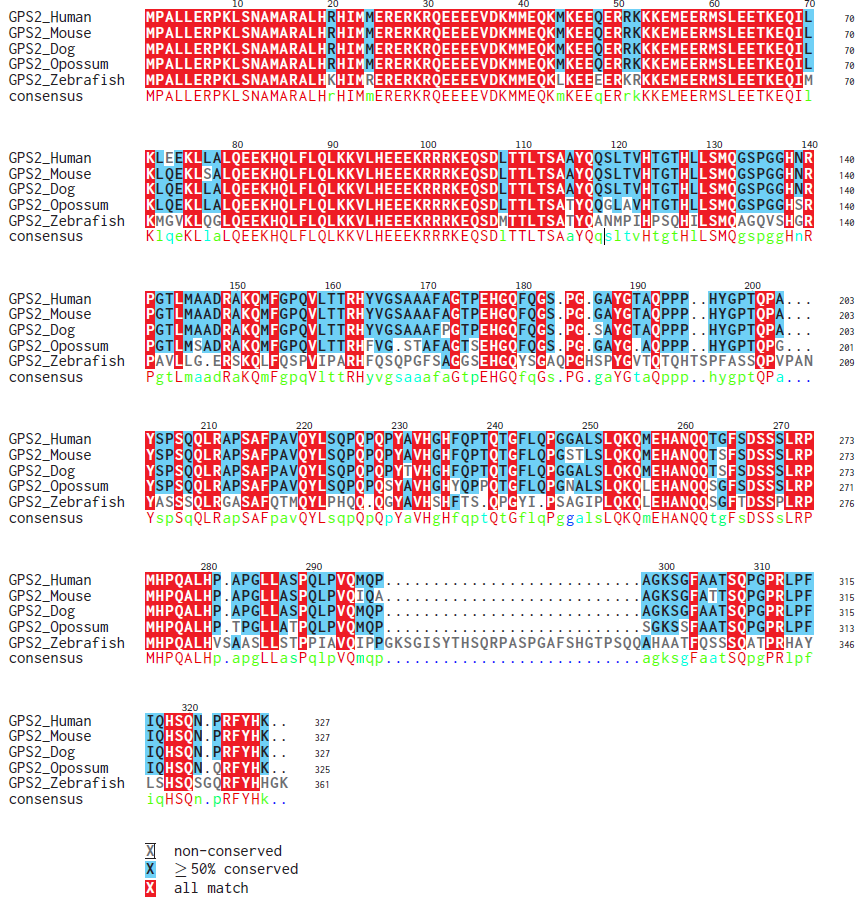 10 20 30 40 50 60 70
GPS2_Human MPALLERPKLSNAMARALHRHIMMERERKRQEEEEVDKMMEQKMKEEQERRKKKEMEERMSLEETKEQIL 70
GPS2_Mouse MPALLERPKLSNAMARALHRHIMMERERKRQEEEEVDKMMEQKMKEEQERRKKKEMEERMSLEETKEQIL 70
GPS2_Dog MPALLERPKLSNAMARALHRHIMMERERKRQEEEEVDKMMEQKMKEEQERRKKKEMEERMSLEETKEQIL 70
GPS2_Opossum MPALLERPKLSNAMARALHRHIMMERERKRQEEEEVDKMMEQKMKEEQERRKKKEMEERMSLEETKEQIL 70
GPS2_Zebrafish MPALLERPKLSNAMARALHKHIMRERERKRQEEEEVDKMMEQKLKEEEERKRKKEMEERMSLEETKEQIM 70
consensus MPALLERPKLSNAMARALHrHIMmERERKRQEEEEVDKMMEQKmKEEqERrkKKEMEERMSLEETKEQIl
80 90 100 110 120 130 140
GPS2_Human KLEEKLLALQEEKHQLFLQLKKVLHEEEKRRRKEQSDLTTLTSAAYQQSLTVHTGTHLLSMQGSPGGHNR 140
GPS2_Mouse KLQEKLSALQEEKHQLFLQLKKVLHEEEKRRRKEQSDLTTLTSAAYQQSLTVHTGTHLLSMQGSPGGHNR 140
GPS2_Dog KLQEKLLALQEEKHQLFLQLKKVLHEEEKRRRKEQSDLTTLTSAAYQQSLTVHTGTHLLSMQGSPGGHNR 140
GPS2_Opossum KLQEKLLALQEEKHQLFLQLKKVLHEEEKRRRKEQSDLTTLTSATYQQGLAVHTGTHLLSMQGSPGGHSR 140
GPS2_Zebrafish KMGVKLQGLQEEKHQLFLQLKKVLHEEEKRRRKEQSDMTTLTSATYQANMPIHPSQHILSMQAGQVSHGR 140
consensus KlqeKLlaLQEEKHQLFLQLKKVLHEEEKRRRKEQSDlTTLTSAaYQqsltvHtgtHlLSMQgspggHnR
150 160 170 180 190 200
GPS2_Human PGTLMAADRAKQMFGPQVLTTRHYVGSAAAFAGTPEHGQFQGS.PG.GAYGTAQPPP..HYGPTQPA... 203
GPS2_Mouse PGTLMAADRAKQMFGPQVLTTRHYVGSAAAFAGTPEHGQFQGS.PG.GAYGTAQPPP..HYGPTQPA... 203
GPS2_Dog PGTLMAADRAKQMFGPQVLTTRHYVGSAAAFPGTPEHGQFQGS.PG.SAYGTAQPPP..HYGPTQPA... 203
GPS2_Opossum PGTLMSADRAKQMFGPQVLTTRHFVG.STAFAGTSEHGQFQGS.PG.GAYG.AQPPP..HYGPTQPG... 201
GPS2_Zebrafish PAVLLG.ERSKQLFQSPVIPARHFQSQPGFSAGGSEHGQYSGAQPGHSPYGVTQTQHTSPFASSQPVPAN 209
consensus PgtLmaadRaKQmFgpqVlttRHyvgsaaafaGtpEHGQfqGs.PG.gaYGtaQppp..hygptQPa...
210 220 230 240 250 260 270
GPS2_Human YSPSQQLRAPSAFPAVQYLSQPQPQPYAVHGHFQPTQTGFLQPGGALSLQKQMEHANQQTGFSDSSSLRP 273
GPS2_Mouse YSPSQQLRAPSAFPAVQYLSQPQPQPYAVHGHFQPTQTGFLQPGSTLSLQKQMEHANQQTSFSDSSSLRP 273
GPS2_Dog YSPSQQLRAPSAFPAVQYLSQPQPQPYTVHGHFQPTQTGFLQPGGALSLQKQMEHANQQTSFSDSSSLRP 273
GPS2_Opossum YSPSQQLRAPSAFPAVQYLSQPQPQSYAVHGHYQPPQTGFLQPGNALSLQKQLEHANQQSGFSDSSSLRP 271
GPS2_Zebrafish YASSSQLRGASAFQTMQYLPHQQ.QGYAVHSHFTS.QPGYI.PSAGIPLQKQLEHANQQSGFTDSSPLRP 276
consensus YspSqQLRapSAFpavQYLsqpQpQpYaVHgHfqptQtGflqPggalsLQKQmEHANQQtgFsDSSsLRP
280 290 300 310
GPS2_Human MHPQALHP.APGLLASPQLPVQMQP...........................AGKSGFAATSQPGPRLPF 315
GPS2_Mouse MHPQALHP.APGLLASPQLPVQIQA...........................AGKSGFATTSQPGPRLPF 315
GPS2_Dog MHPQALHP.APGLLASPQLPVQMQP...........................AGKSGFAATSQPGPRLPF 315
GPS2_Opossum MHPQALHP.TPGLLATPQLPVQMQP...........................SGKSSFAATSQPGPRLPF 313
GPS2_Zebrafish MHPQALHVSAASLLSTPPIAVQIPPGKSGISYTHSQRPASPGAFSHGTPSQQAHAATFQSSSQATPRHAY 346
consensus MHPQALHp.apgLLasPqlpVQmqp...........................agksgFaatSQpgPRlpf
320
GPS2_Human IQHSQN.PRFYHK.. 327
GPS2_Mouse IQHSQN.PRFYHK.. 327
GPS2_Dog IQHSQN.PRFYHK.. 327
GPS2_Opossum IQHSQN.QRFYHK.. 325
GPS2_Zebrafish LSHSQSGQRFYHHGK 361
consensus iqHSQn.pRFYHk..
X non-conserved
X ≥50% conserved
X all match